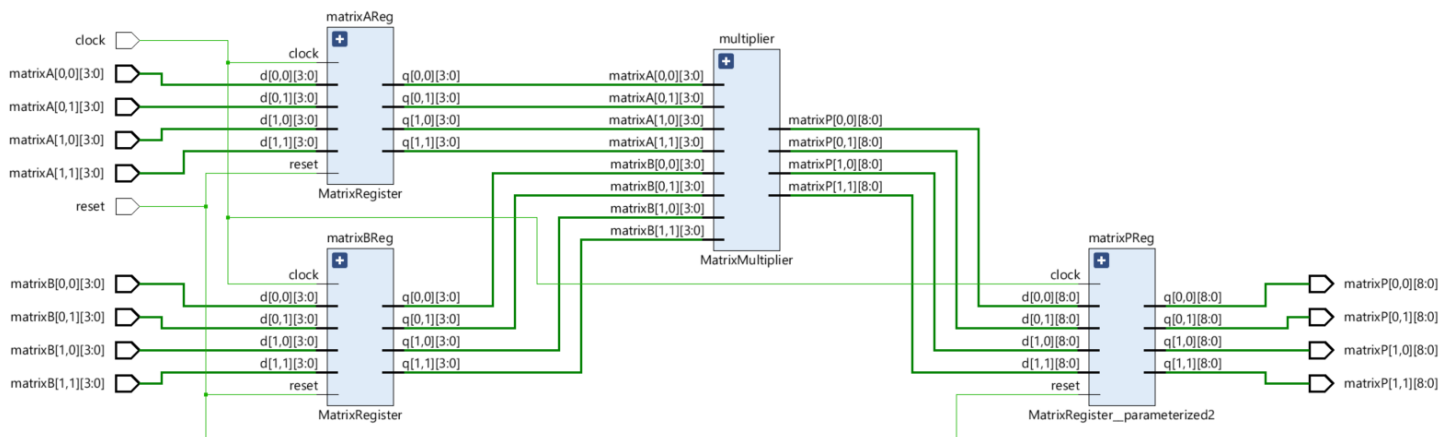 clock
matrixA[0,0][3:0]
matrixA[0,1][3:0]
matrixA[1,0][3:0]
matrixA[1,1][3:0]
reset
matrixB[0,0][3:0]
matrixB[0,1][3:0]
matrixB[1,0][3:0]
matrixB[1,1][3:0]
matrixAReg
clock
d[0,0][3:0] q[0,0][3:0]
d[0,1][3:0] q[0,1][3:0]
d[1,0][3:0] q[1,0][3:0]
d[1,1][3:0] q[1,1][3:0]
reset
MatrixRegister
matrixBReg
clock
d[0,0][3:0] q[0,0][3:0]
d[0,1][3:0] q[0,1][3:0]
d[1,0][3:0] q[1,0][3:0]
d[1,1][3:0] q[1,1][3:0]
reset
MatrixRegister
multiplier
matrixA[0,0][3:0]
matrixA[0,1][3:0]
matrixA[1,0][3:0] matrixP[0,0][8:0]
matrixA[1,1][3:0] matrixP[0,1][8:0]
matrixB[0,0][3:0] matrixP[1,0][8:0]
matrixB[0,1][3:0] matrixP[1,1][8:0]
matrixB[1,0][3:0]
matrixB[1,1][3:0]
MatrixMultiplier
matrixPReg
clock
d[0,0][8:0] q[0,0][8:0]
d[0,1][8:0] q[0,1][8:0]
d[1,0][8:0] q[1,0][8:0]
d[1,1][8:0] q[1,1][8:0]
reset
MatrixRegister__parameterized2
matrixP[0,0][8:0]
matrixP[0,1][8:0]
matrixP[1,0][8:0]
matrixP[1,1][8:0]